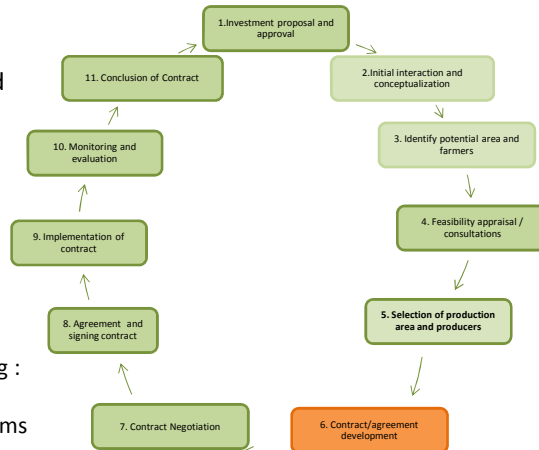 1.Investment proposal and
approval
11. Conclusion of Contract
d
2.Initial interaction and
conceptualization
10. Monitoring and
evaluation
3. Identify potential area and
farmers
9. Implementation of
contract
4. Feasibility appraisal /
consultations
8. Agreement and
signing contract
5. Selection of production
area and producers
g :
7. Contract Negotiation
6. Contract/agreement
development
ms